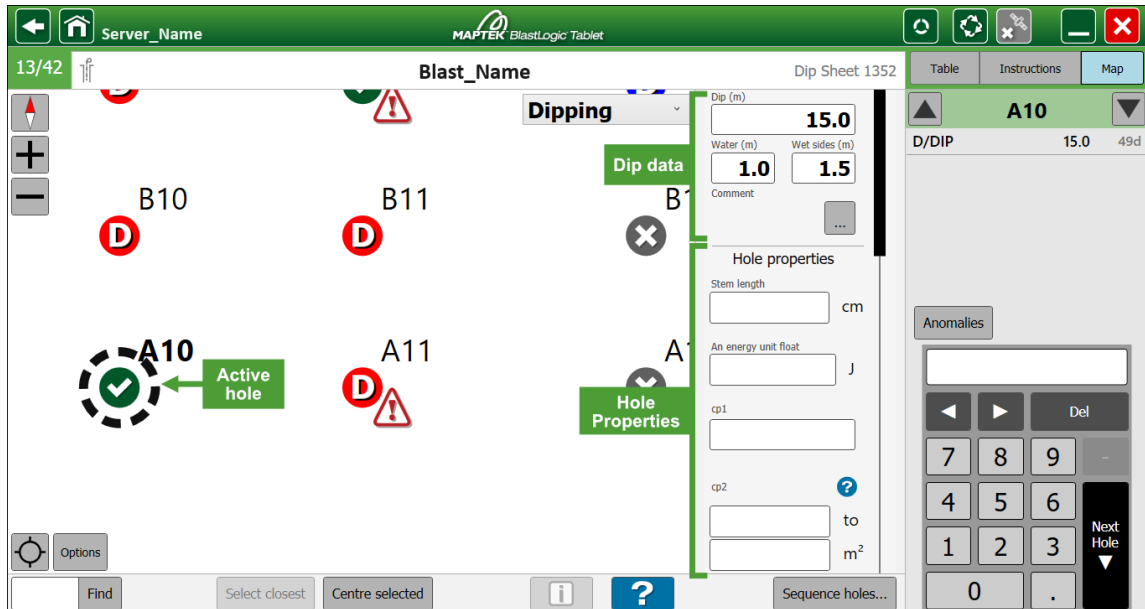 Server_Name
MAPTEK BlastLogic Tablet
13/42
Blast_Name
Dip Sheet 1352
Table
Instructions
Map
Dipping
Dip (m)
15.0
Water (m)
Wet sides (m)
1.0
1.5
Comment
...
Dip data
A10
D/DIP
15.0
49d
B10
B11
D
D
Hole properties
Stem length
cm
An energy unit float
J
cp1
cp2
?
to
m²
A10
A11
D
Active
hole
Hole
Properties
Anomalies
Del
7
8
9
-
4
5
6
1
2
3
0
.
Next
Hole
Options
Find
Select closest
Centre selected
i
?
Sequence holes...